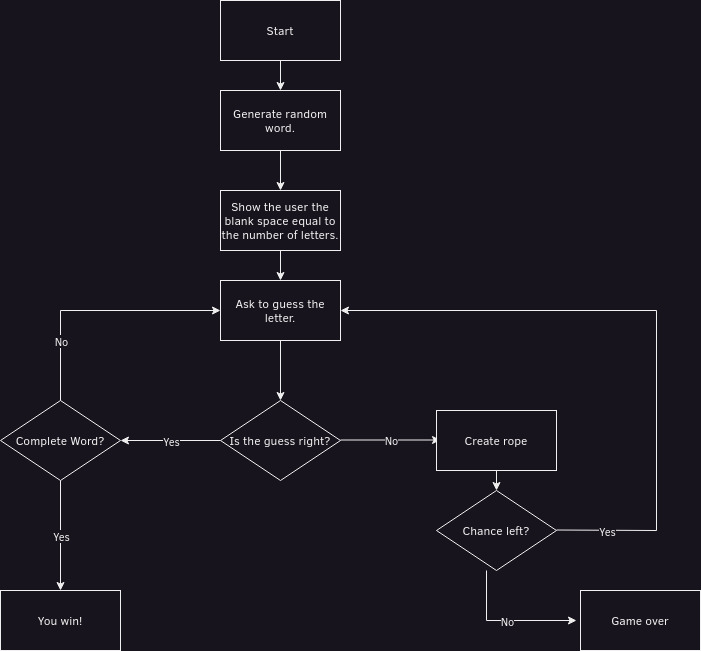 Start
Generate random
word.
Show the user the
blank space equal to
the number of letters.
Ask to guess the
letter.
No
Complete Word?
Yes
Is the guess right?
No
Create rope
Chance left?
Yes
Yes
You win!
No
Game over